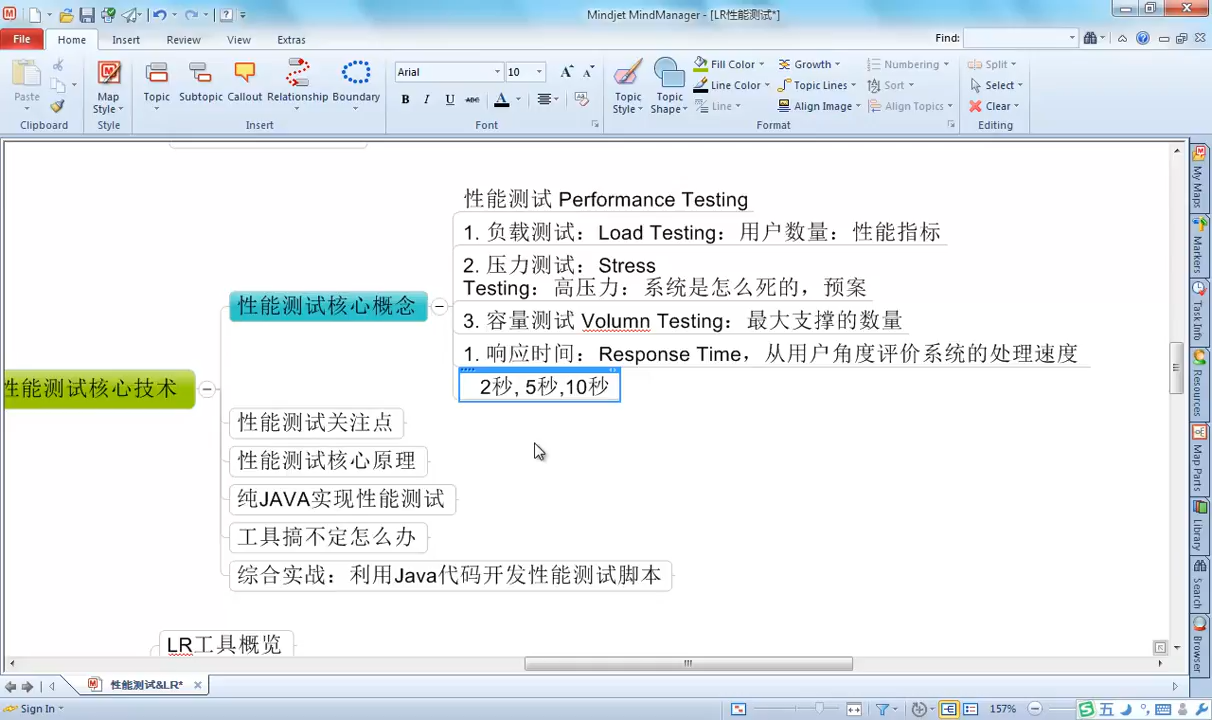 Mindjet MindManager - [LR性能测试*]
File
Home
Insert
Review
View
Extras
Find:
Paste
Clipboard
Map
Style
Style
Topic
Subtopic
Callout
Relationship
Boundary
Insert
Arial
10
B
I
U
abc
A
Font
Topic
Style
Topic
Shape
Fill Color
Line Color
Line
Growth
Topic Lines
Align Image
Numbering
Sort
Align Topics
Format
Split
Select
Clear
Editing
性能测试 Performance Testing
1. 负载测试：Load Testing：用户数量：性能指标
2. 压力测试：Stress
Testing：高压力：系统是怎么死的，预案
3. 容量测试 Volumn Testing：最大支撑的数量
1. 响应时间：Response Time，从用户角度评价系统的处理速度
2秒, 5秒,10秒
性能测试核心概念
性能测试核心技术
性能测试关注点
性能测试核心原理
纯JAVA实现性能测试
工具搞不定怎么办
综合实战：利用Java代码开发性能测试脚本
LR工具概览
My Maps
Markers
Task Info
Resources
Map Parts
Library
Search
Browser
性能测试&LR*
Sign In
157%
五